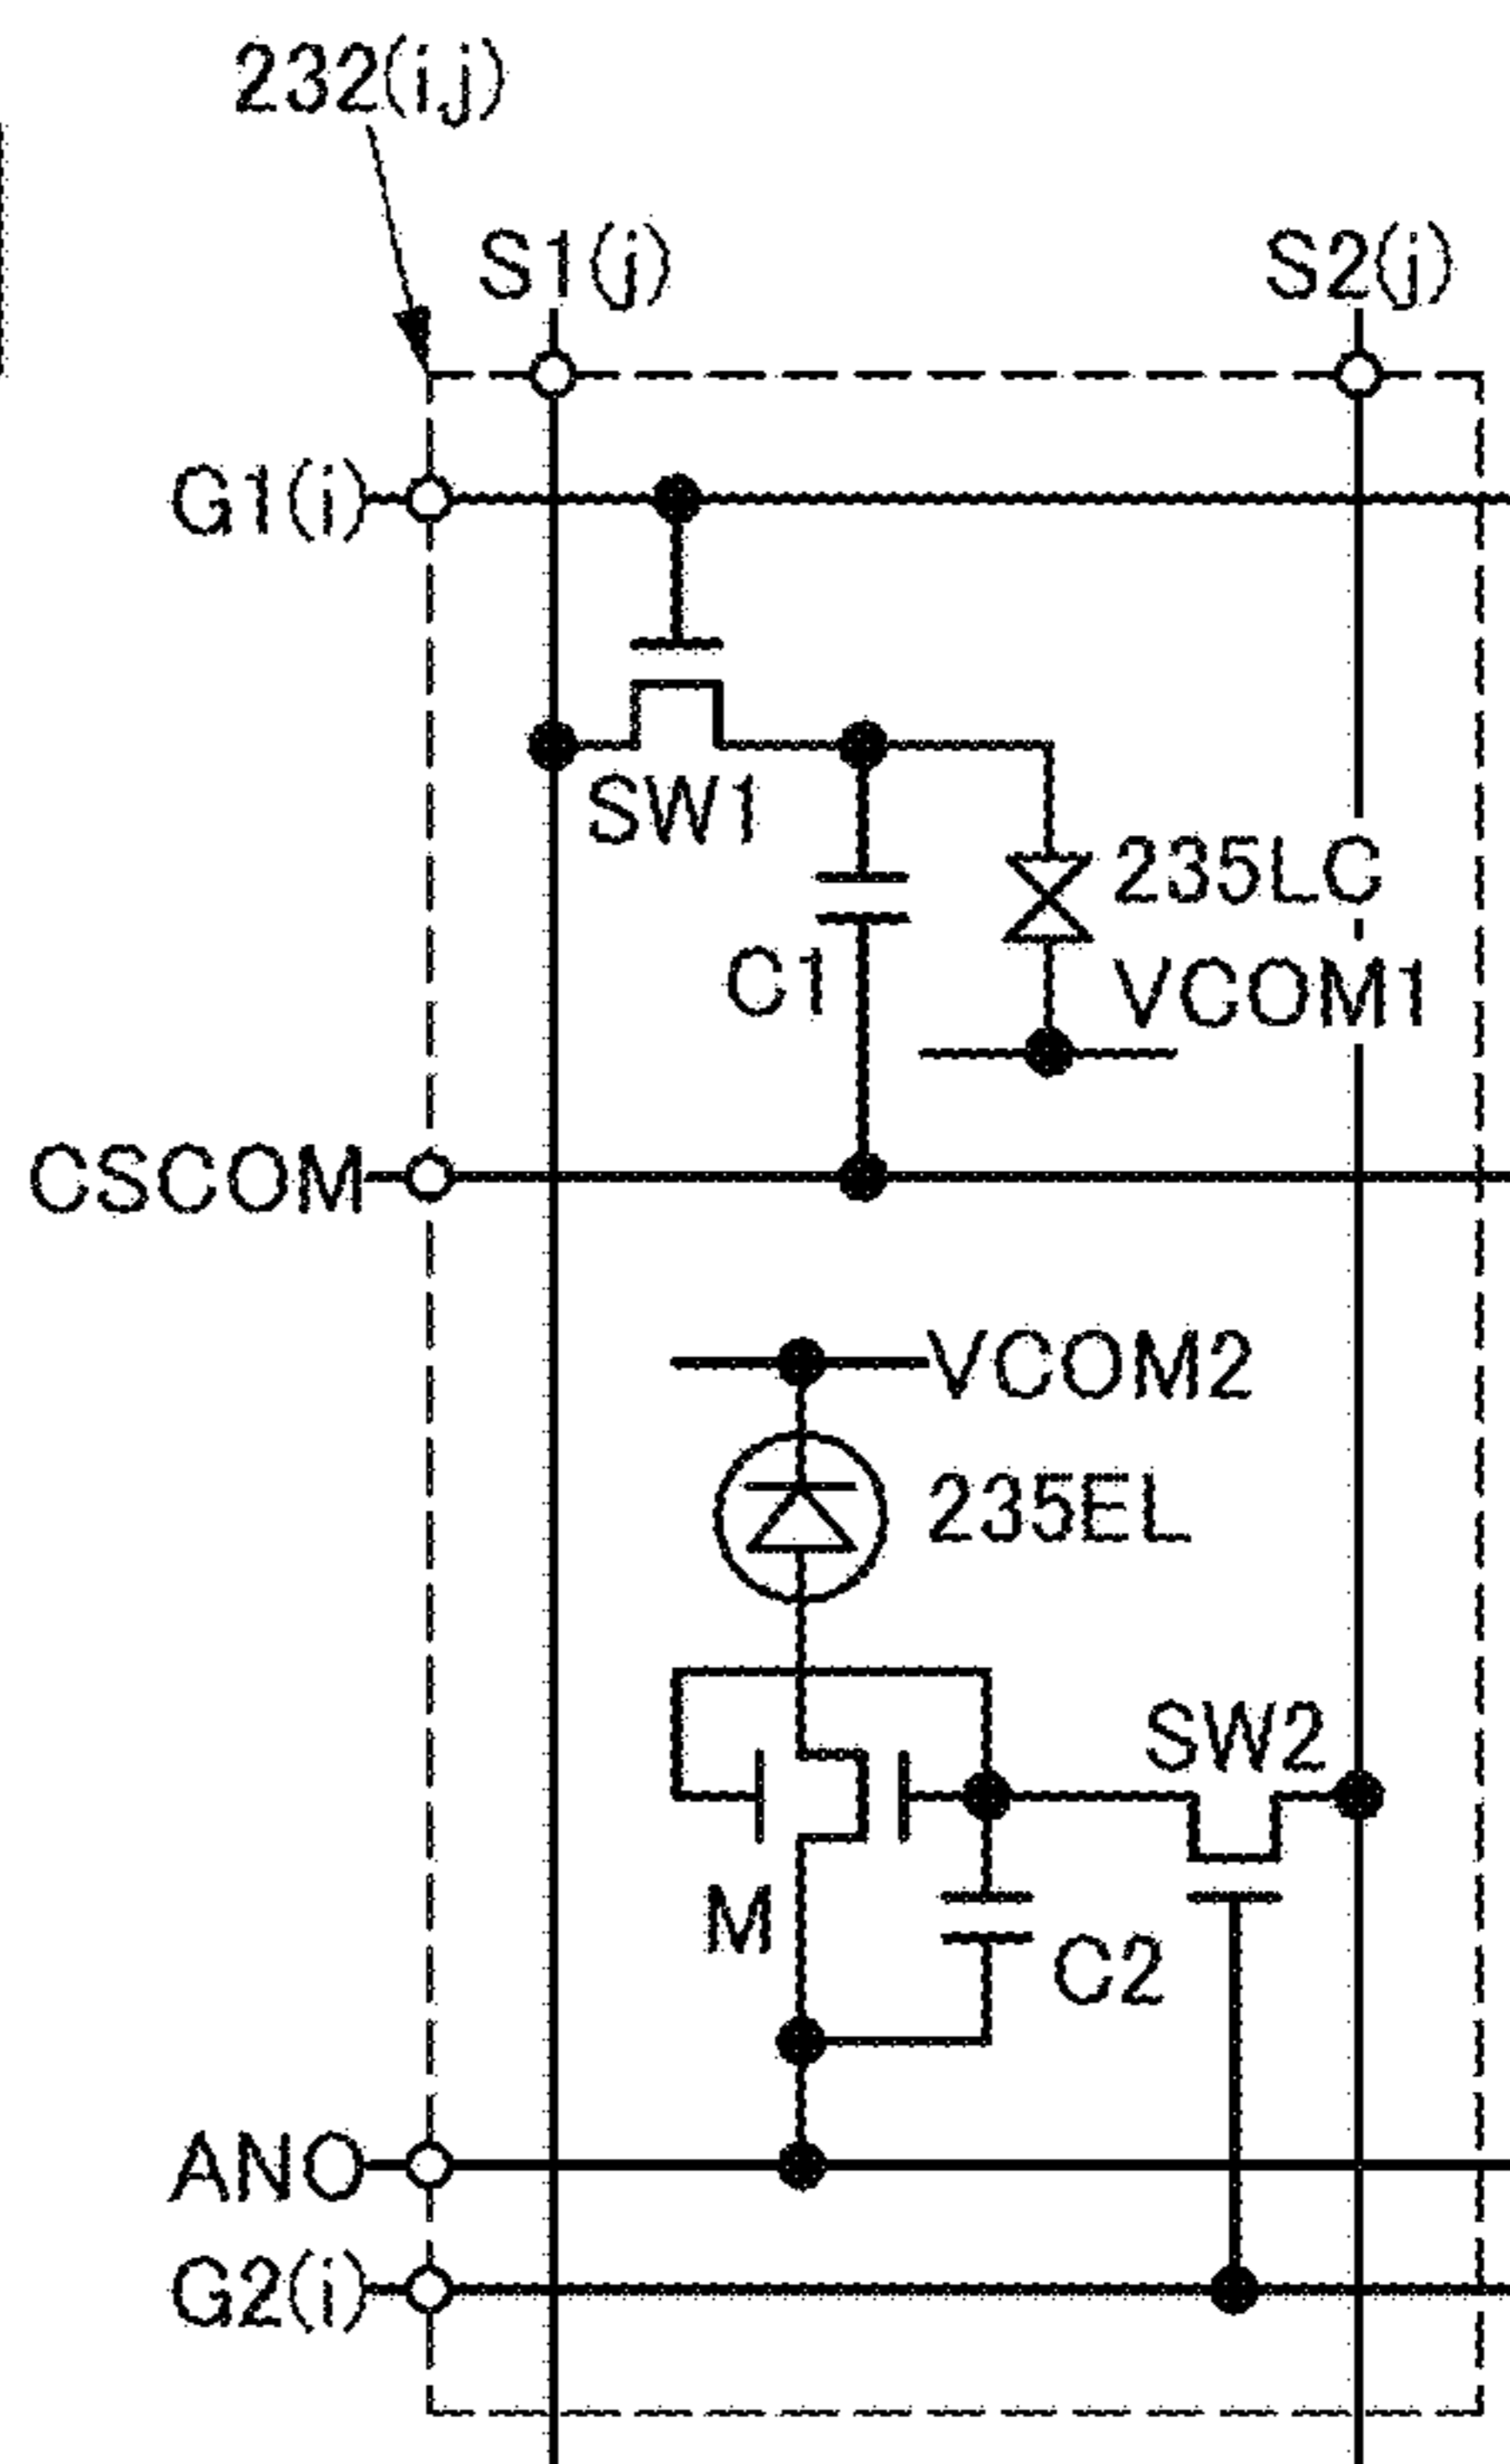 232(i,j)
S1(j)
S2(j)
G1(i)
SW1
235LC
C1
VCOM1
CSCOM
VCOM2
235EL
SW2
M
C2
ANO
G2(i)